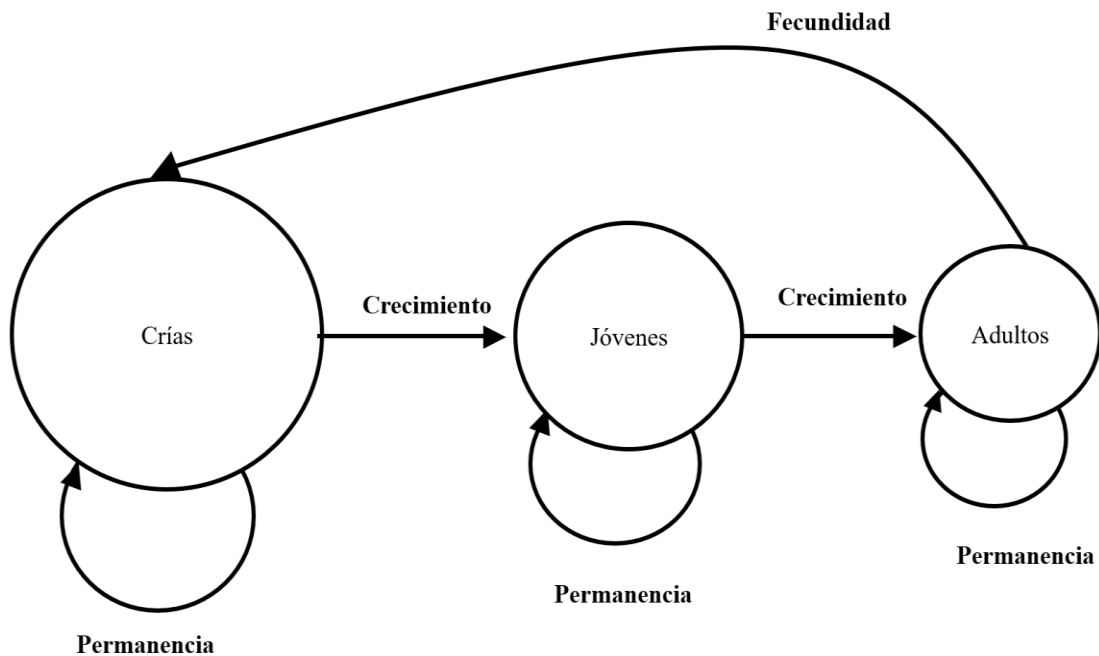 Fecundidad
Crecimiento
Crecimiento
Crías
Jóvenes
Adultos
Permanencia
Permanencia
Permanencia